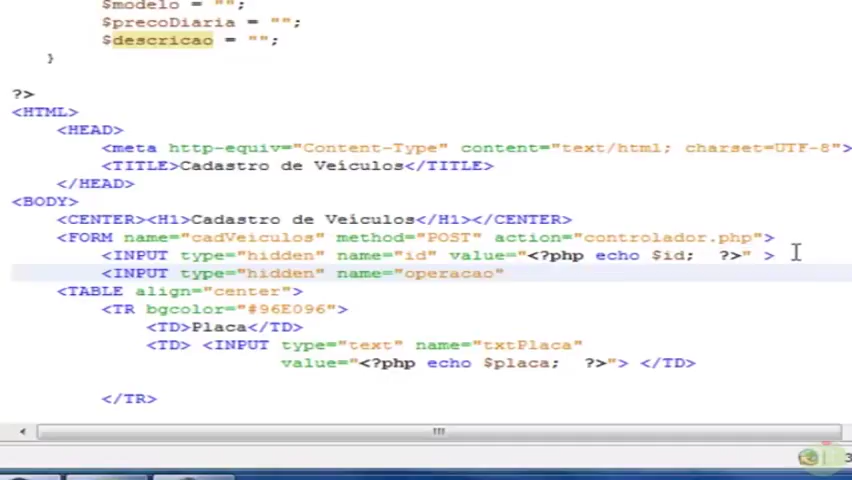 $modelo = "";
$precoDiaria = "";
$descricao = "";
}
?>
<HTML>
<HEAD>
<meta http-equiv="Content-Type" content="text/html; charset=UTF-8">
<TITLE>Cadastro de Veículos</TITLE>
</HEAD>
<BODY>
<CENTER><H1>Cadastro de Veículos</H1></CENTER>
<FORM name="cadVeiculos" method="POST" action="controlador.php">
<INPUT type="hidden" name="id" value="<?php echo $id;  ?>" >
<INPUT type="hidden" name="operacao"
<TABLE align="center">
<TR bgcolor="#96E096">
<TD>Placa</TD>
<TD> <INPUT type="text" name="txtPlaca"
value="<?php echo $placa;  ?>"> </TD>
</TR>